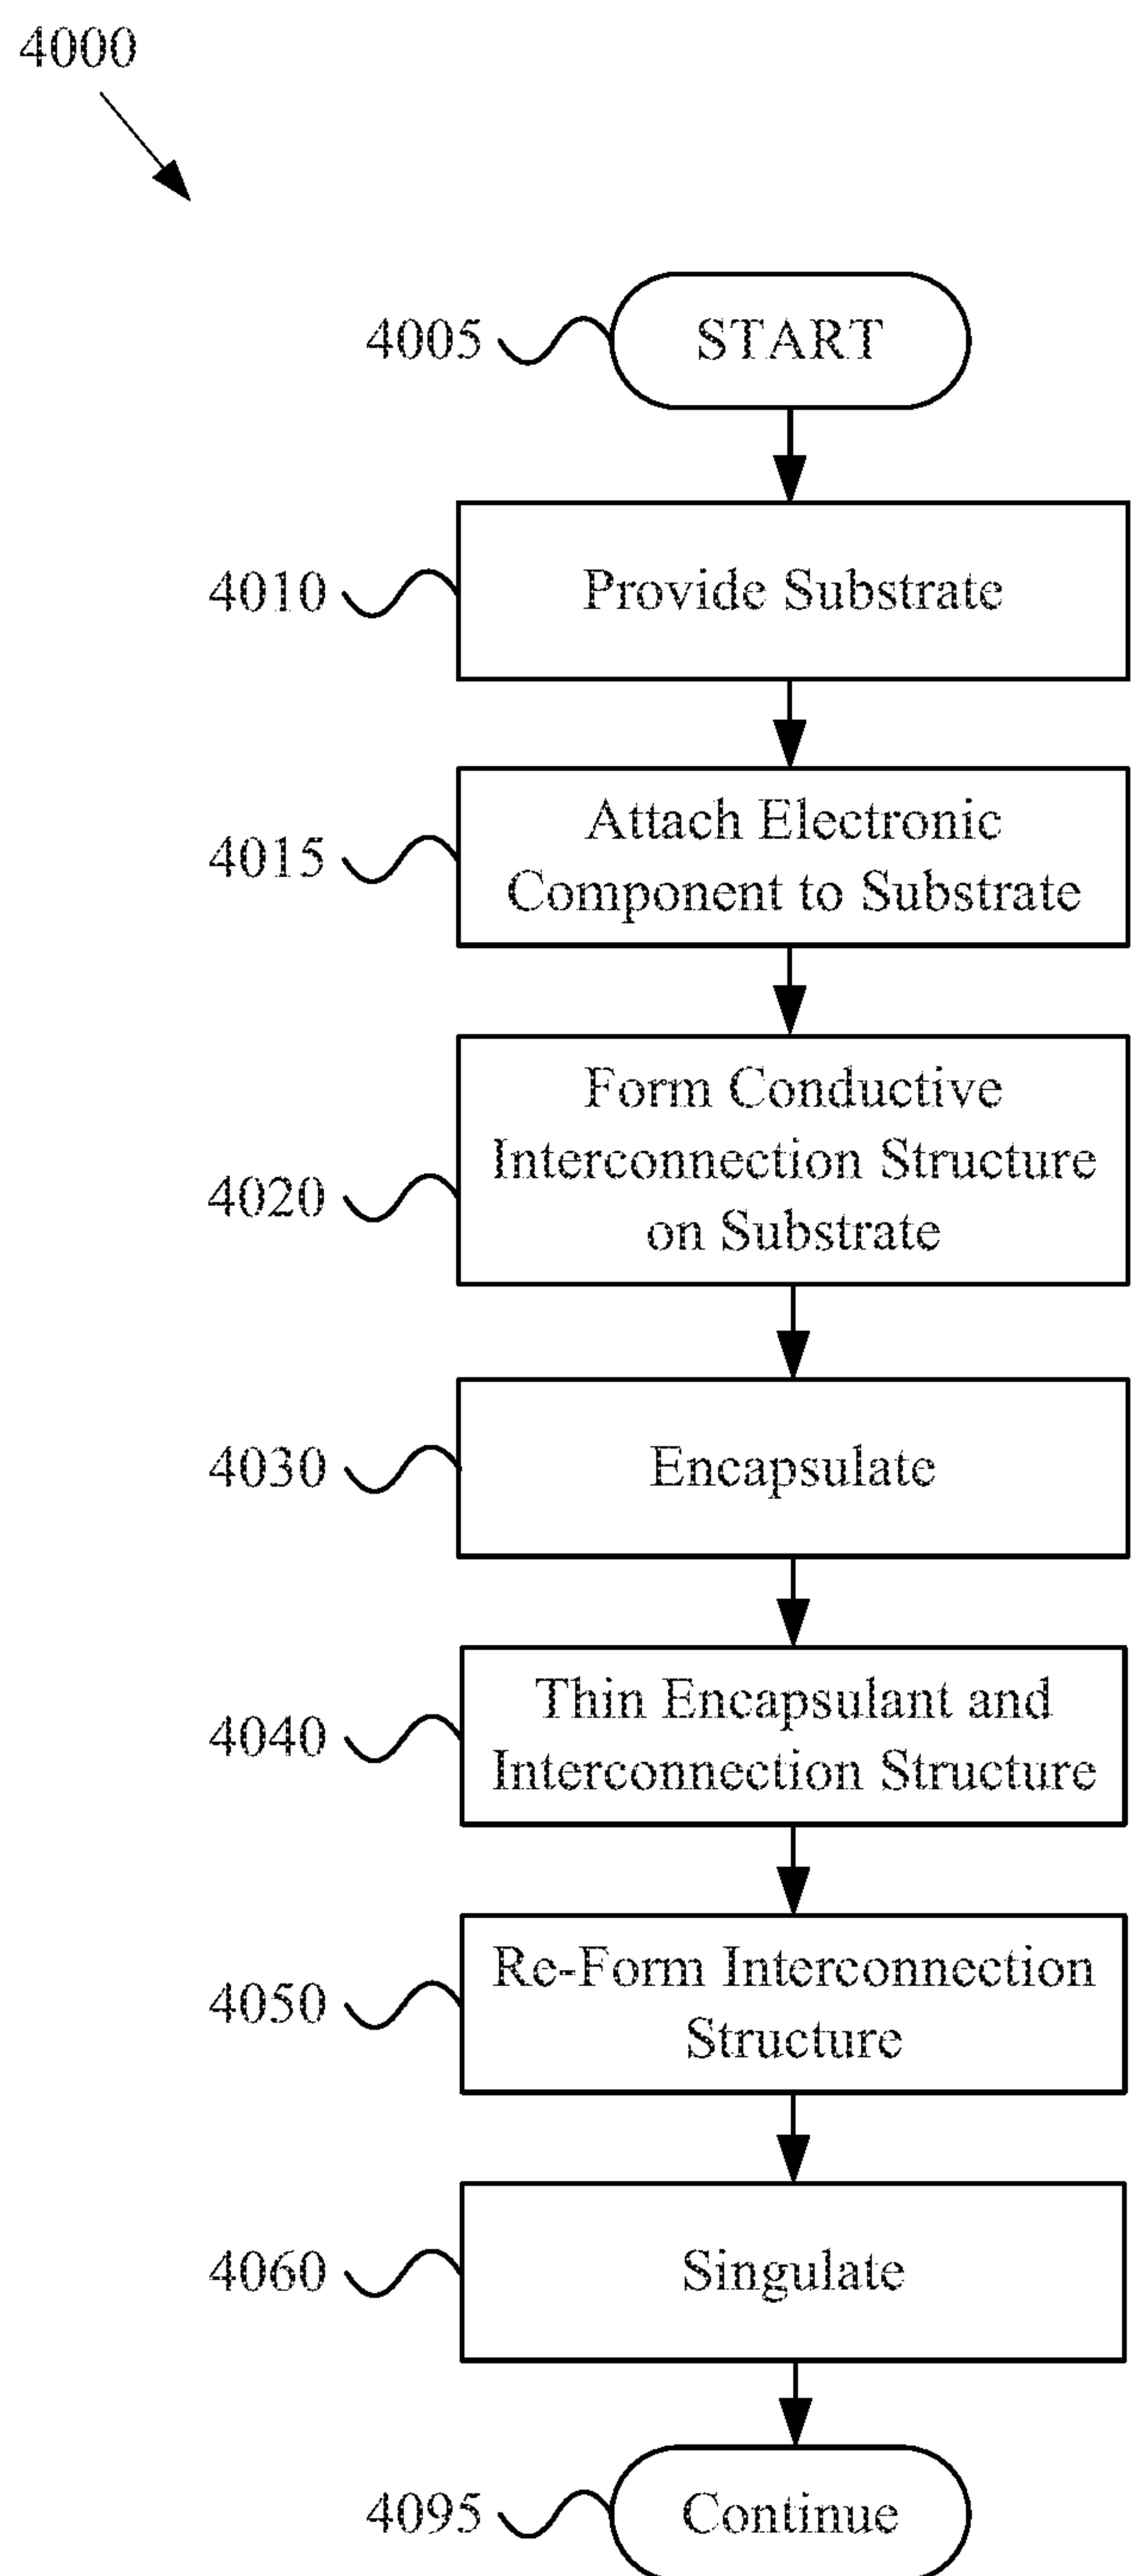 4000
4005
START
4010
Provide Substrate
4015
Attach Electronic
Component to Substrate
4020
Form Conductive
Interconnection Structure
on Substrate
4030
Encapsulate
4040
Thin Encapsulant and
Interconnection Structure
4050
Re-Form Interconnection
Structure
4060
Singulate
4095
Continue